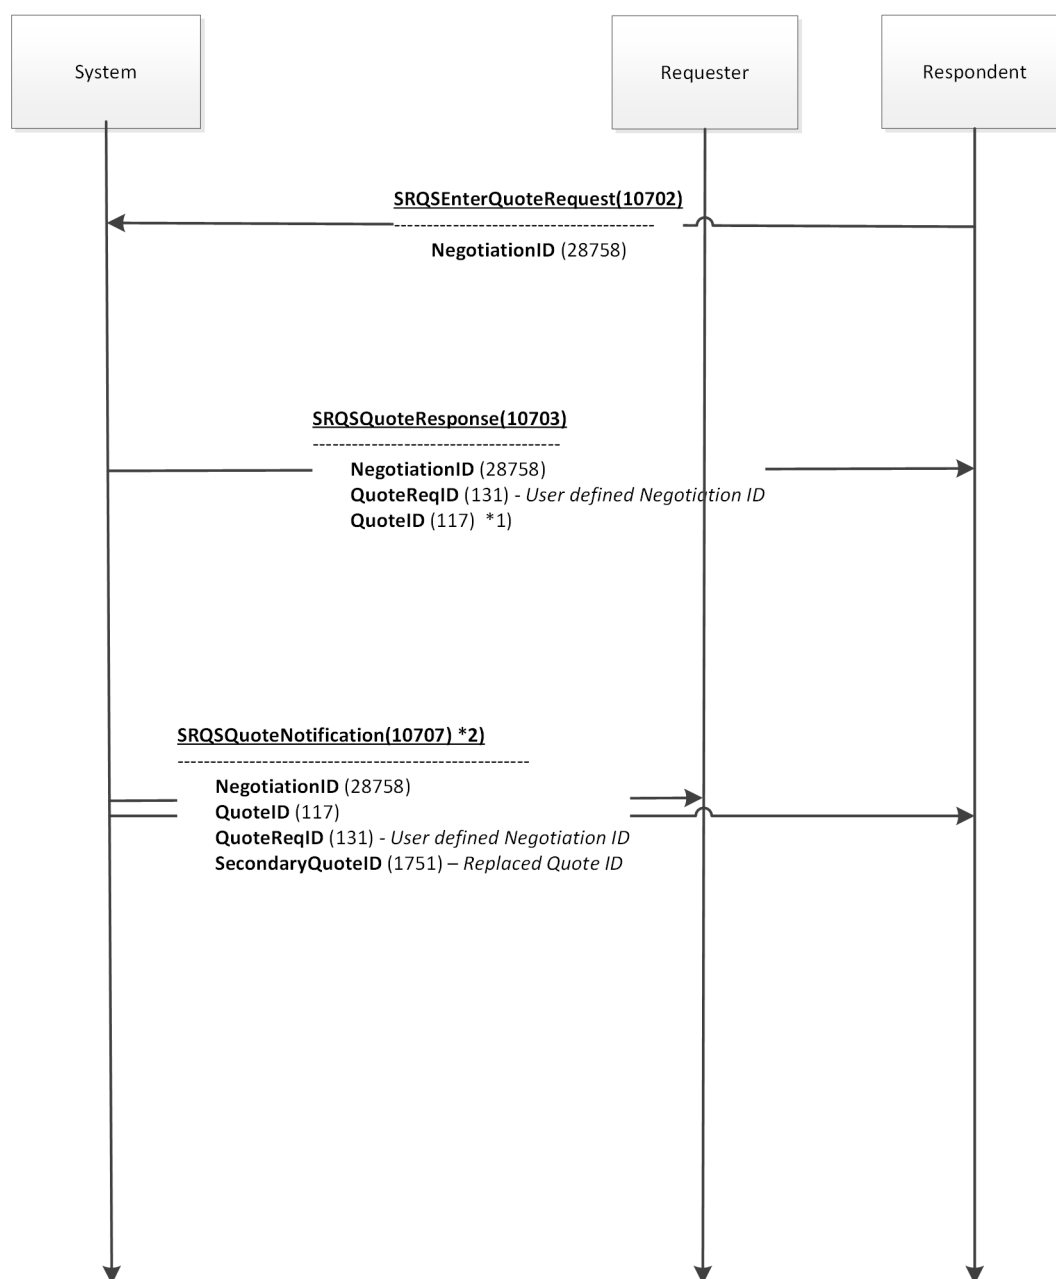 System
Requester
Respondent
SRQSEnterQuoteRequest(10702)
---------------------------------------
NegotiationID (28758)
SRQSQuoteResponse(10703)
-------------------------------------
NegotiationID (28758)
QuoteReqID (131) - User defined Negotiation ID
QuoteID (117)  *1)
SRQSQuoteNotification(10707) *2)
-----------------------------------------------------
NegotiationID (28758)
QuoteID (117)
QuoteReqID (131) - User defined Negotiation ID
SecondaryQuoteID (1751) – Replaced Quote ID